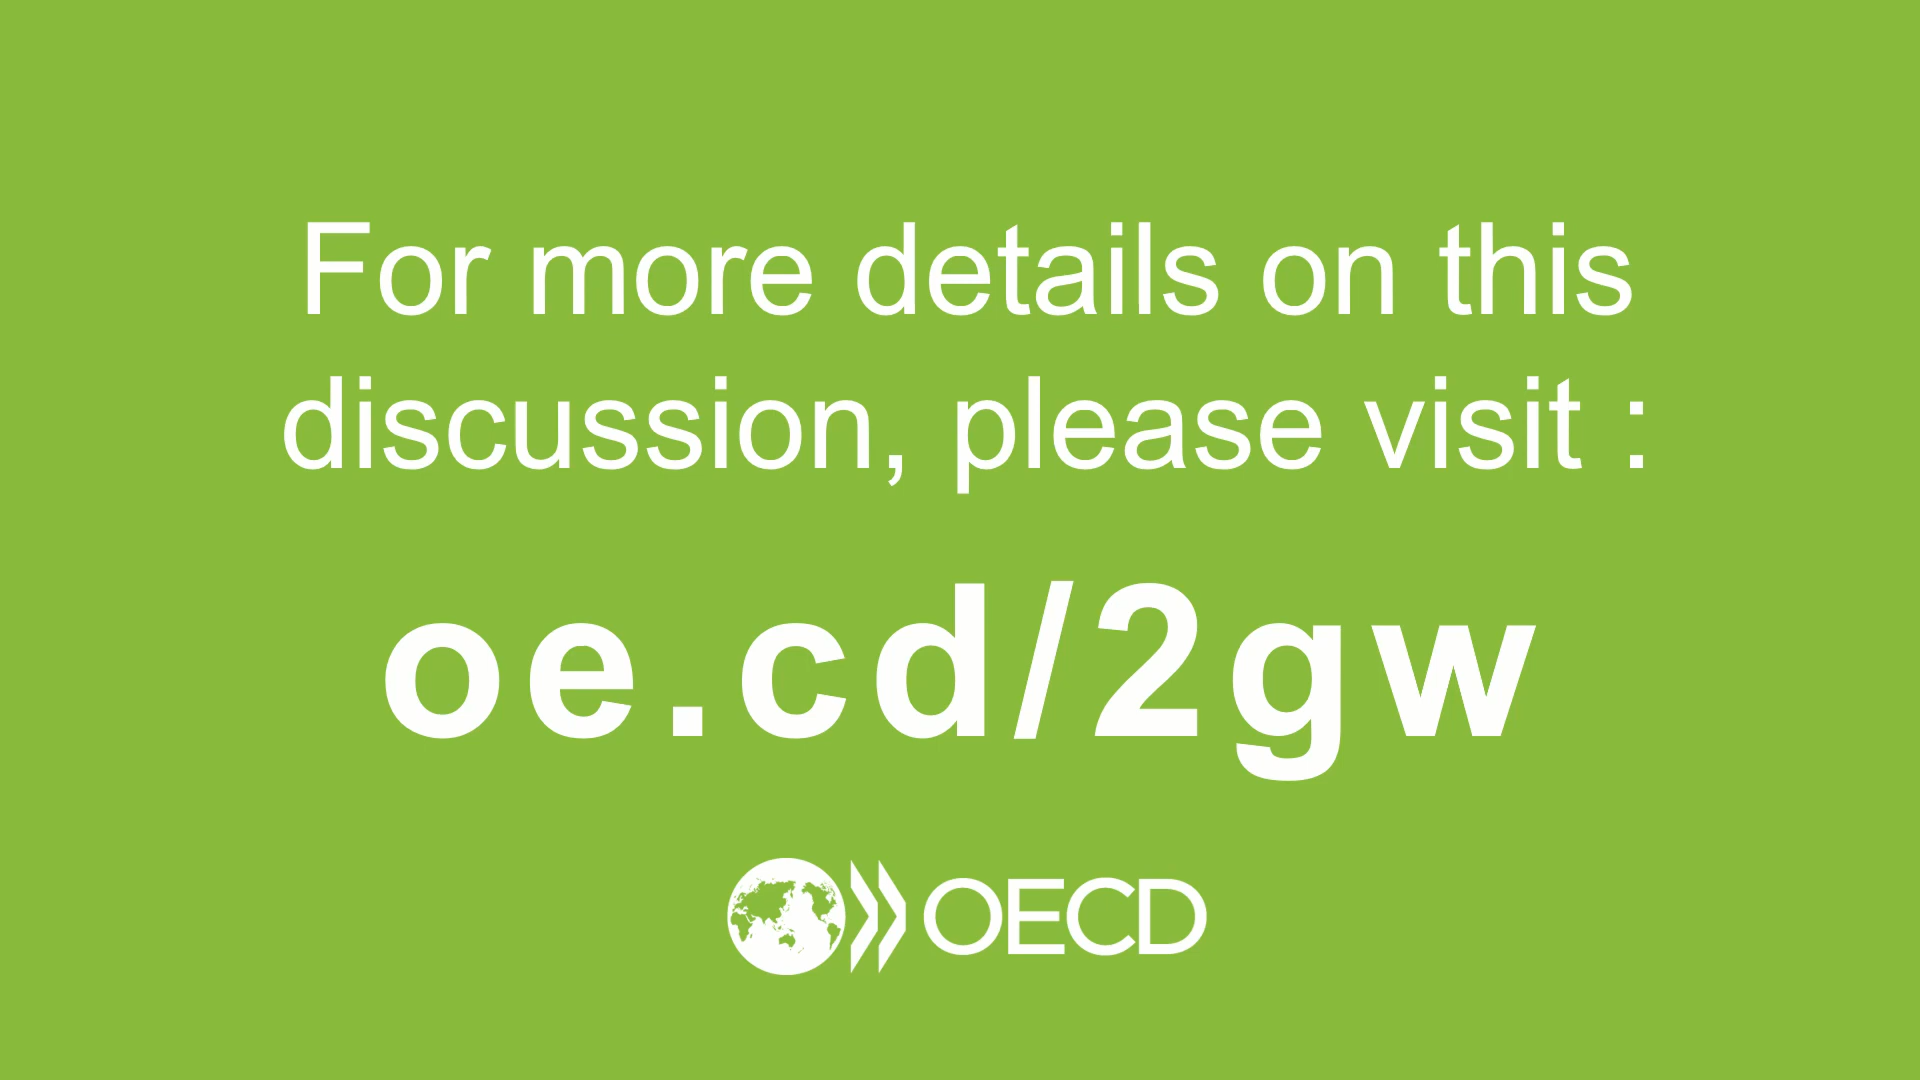 For more details on this
discussion, please visit :
oe.cd/2gw
OECD